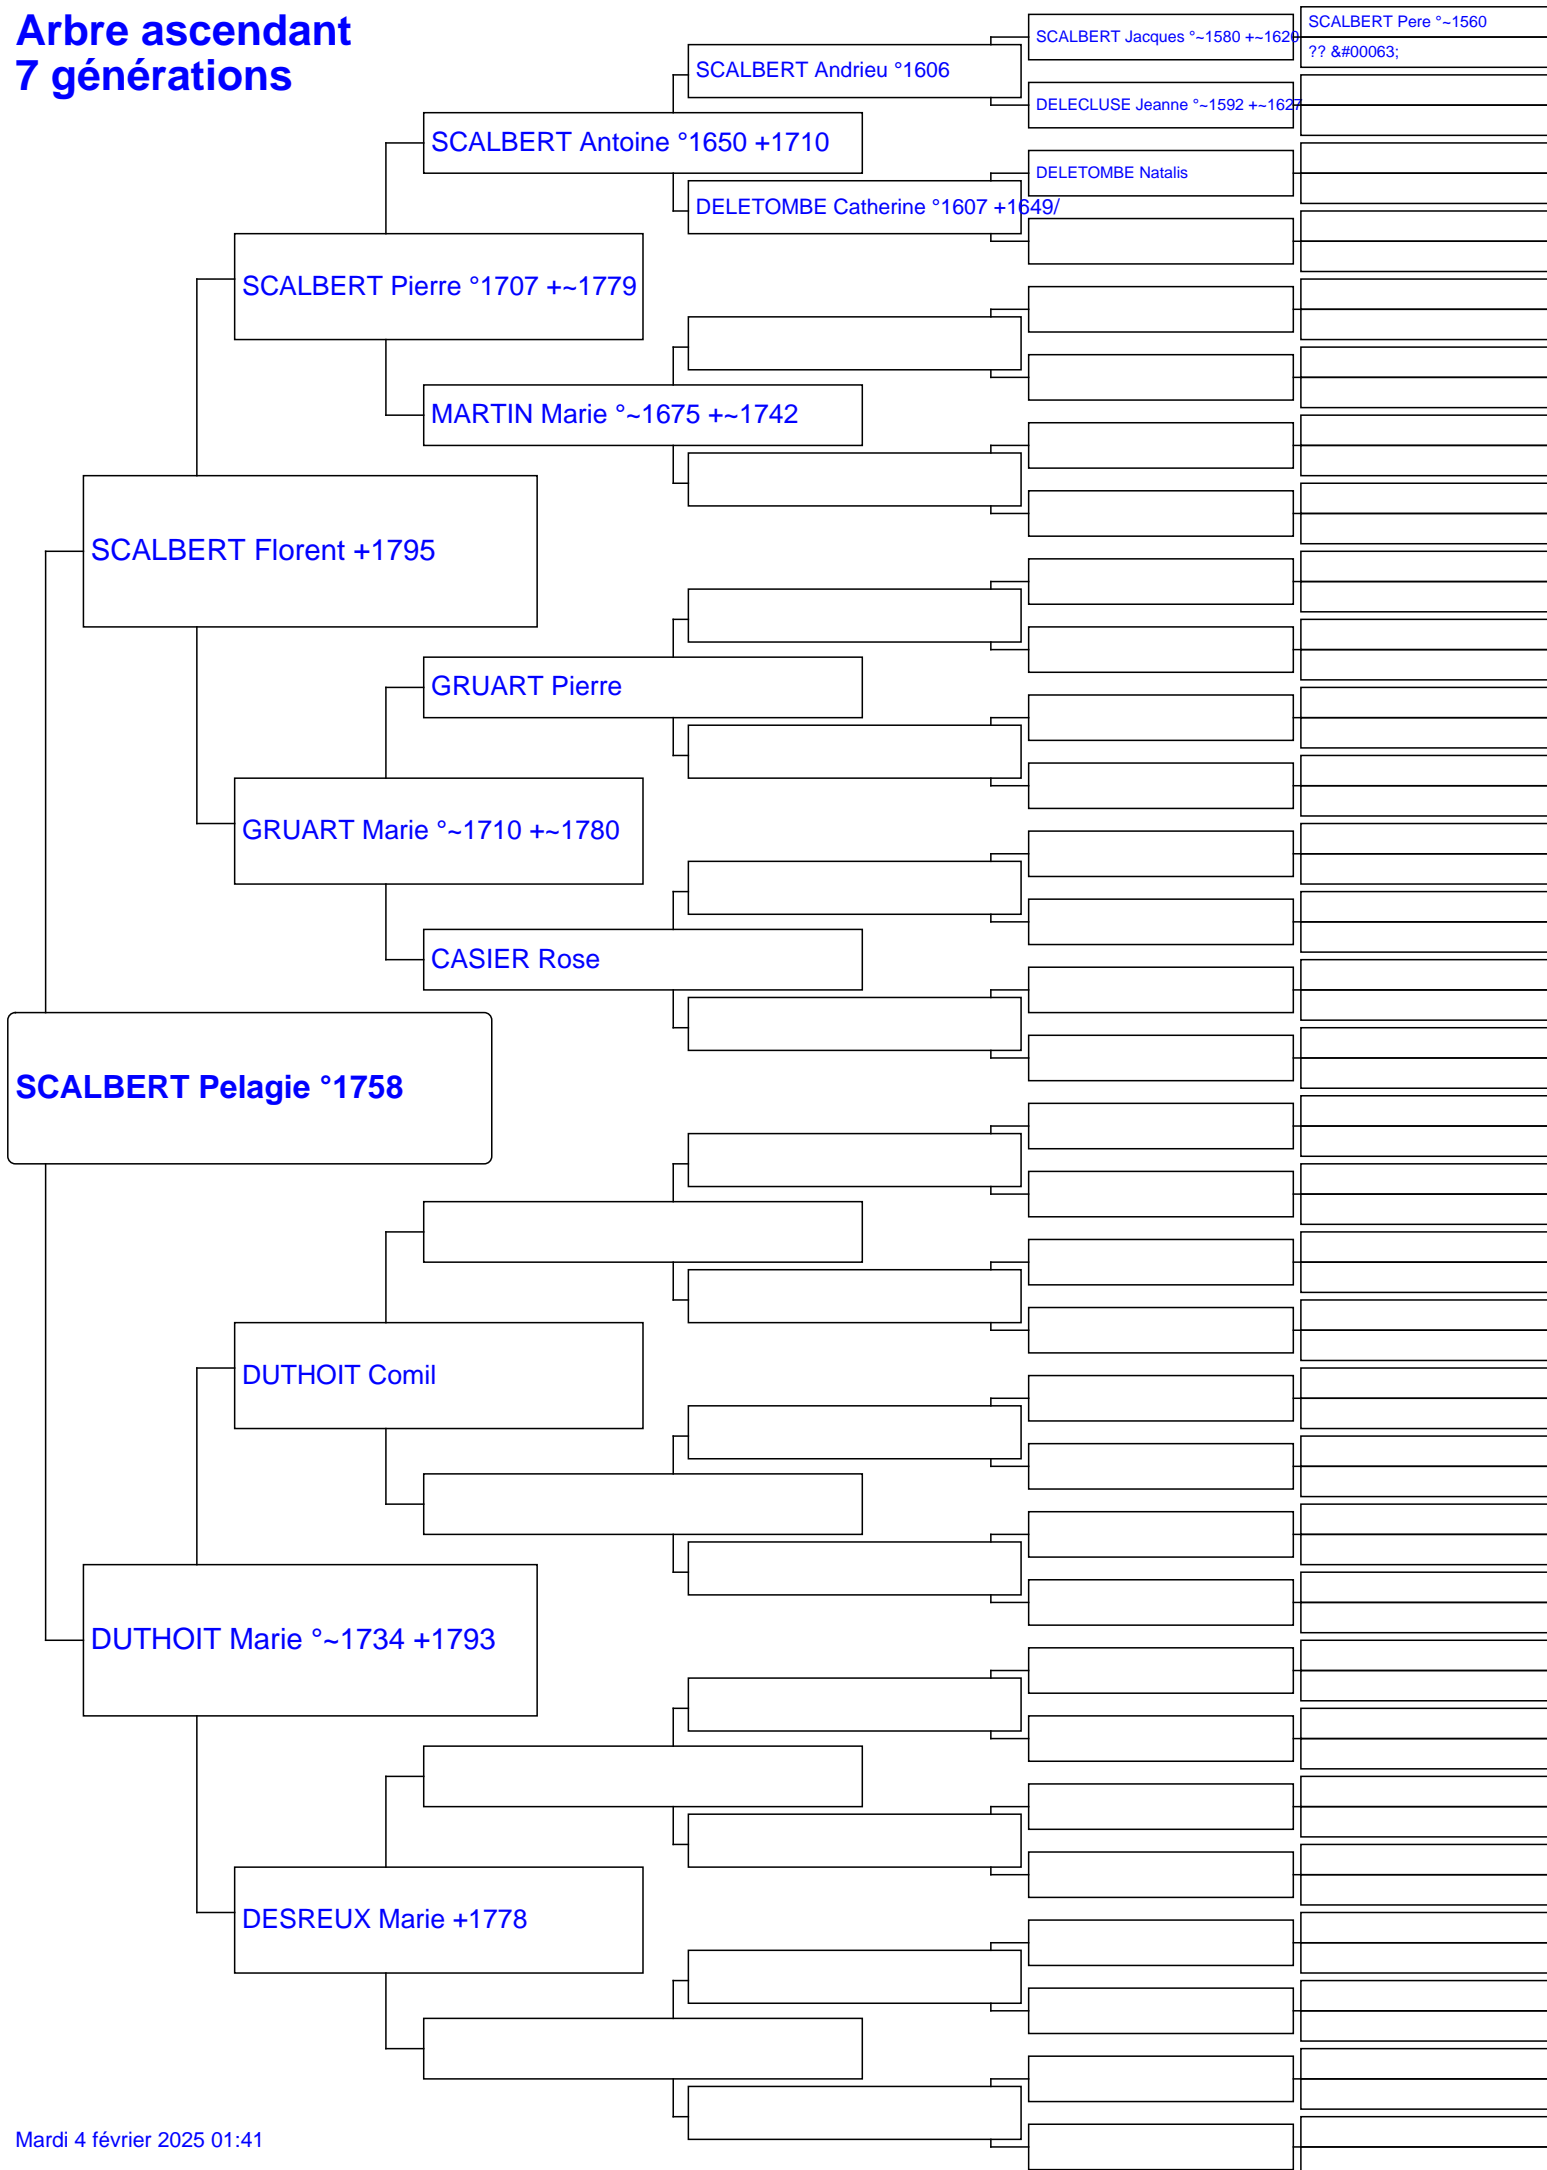 Arbre ascendant
7 générations
SCALBERT Pere °~1560
SCALBERT Jacques °~1580 +~1620
?? &#00063;
SCALBERT Andrieu °1606
DELECLUSE Jeanne °~1592 +~1627
SCALBERT Antoine °1650 +1710
DELETOMBE Natalis
DELETOMBE Catherine °1607 +1649/
SCALBERT Pierre °1707 +~1779
MARTIN Marie °~1675 +~1742
SCALBERT Florent +1795
GRUART Pierre
GRUART Marie °~1710 +~1780
CASIER Rose
SCALBERT Pelagie °1758
DUTHOIT Comil
DUTHOIT Marie °~1734 +1793
DESREUX Marie +1778
Mardi 4 février 2025 01:41